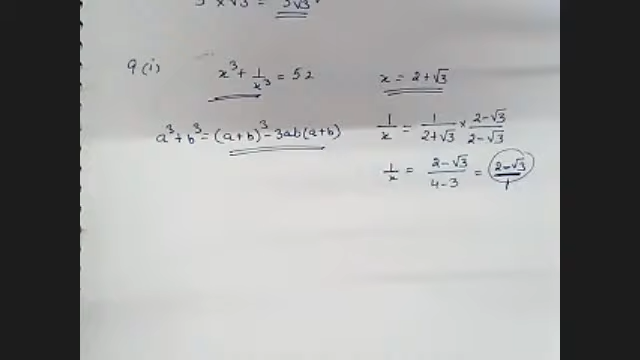 × √3 = 3√3
9 (i)
x³ + 1/x³ = 52
a³ + b³ = (a+b)³ - 3ab(a+b)
x = 2 + √3
1/x = 1/(2+√3) × (2-√3)/(2-√3)
1/x = (2-√3)/(4-3) = (2-√3)/1